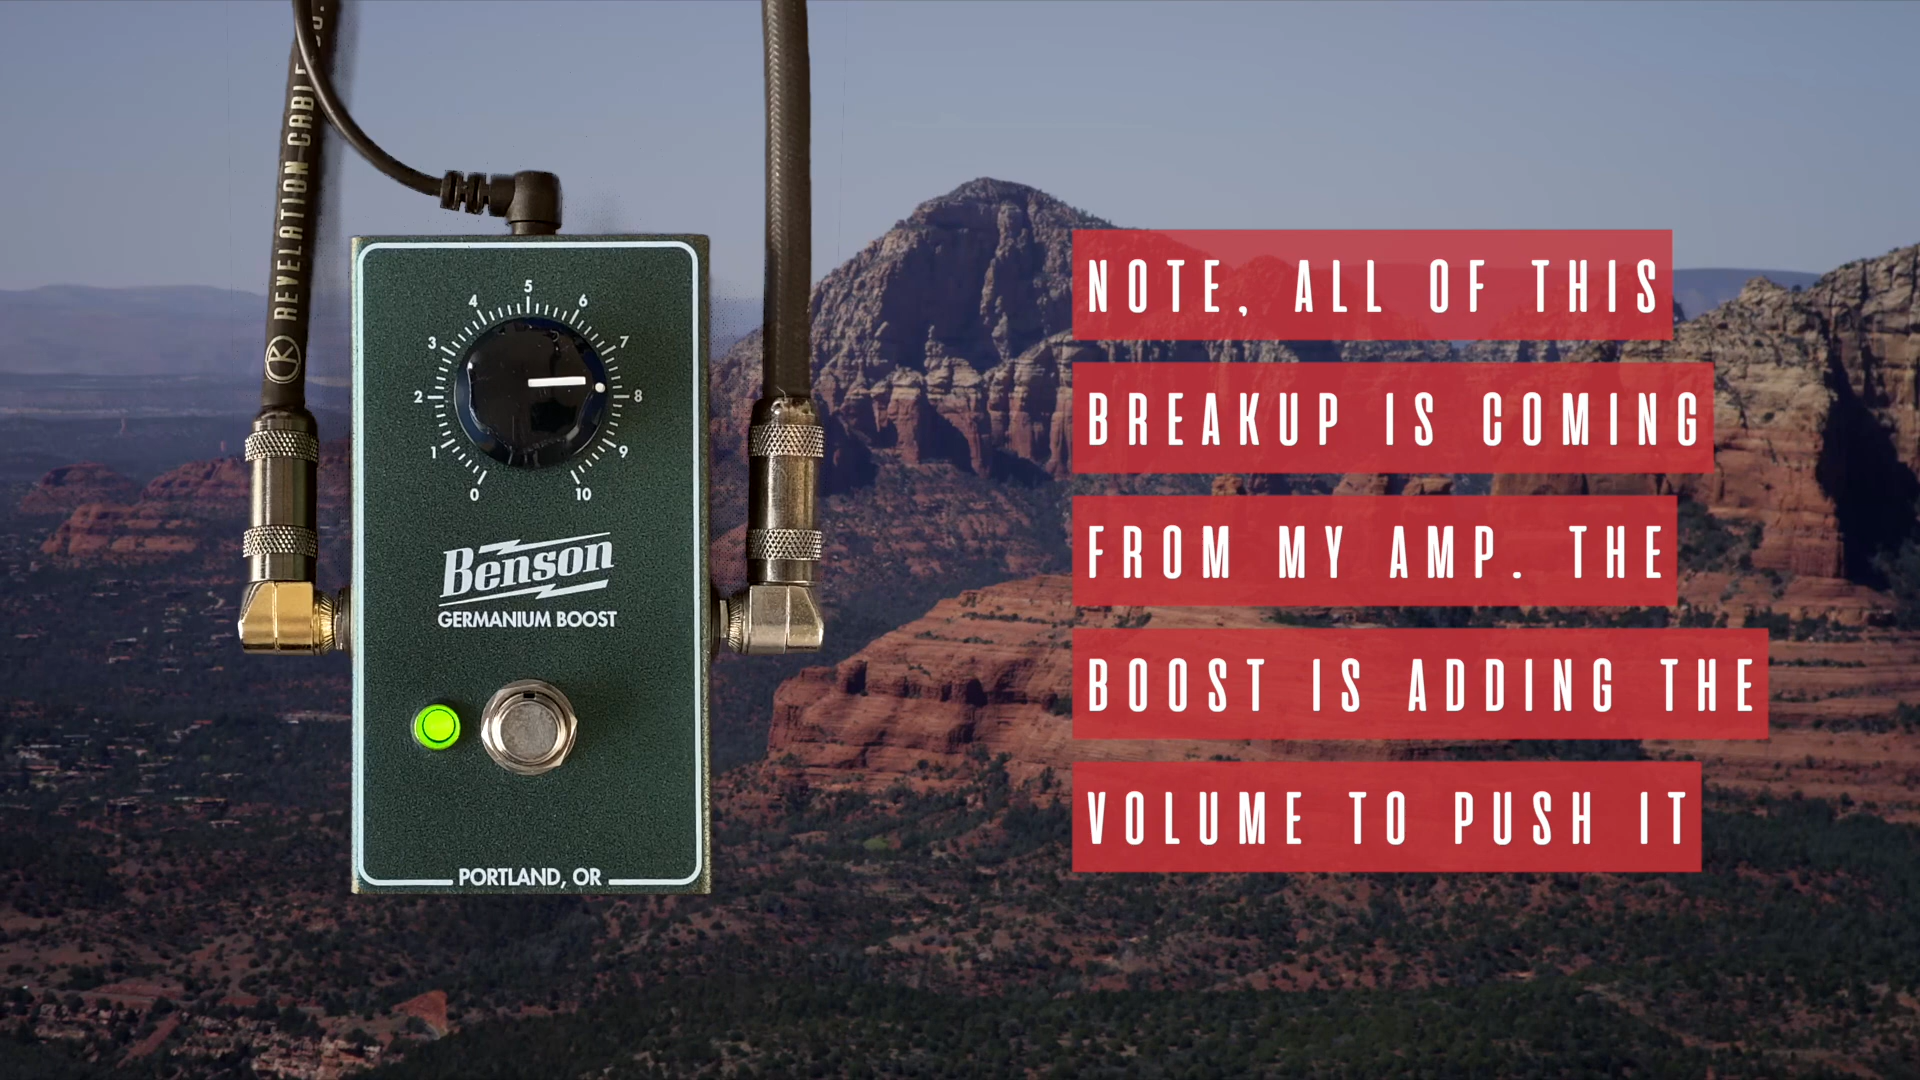 REVELATION CABLE CO.
5
4 6
3 7
2 8
1 9
0 10
Benson
GERMANIUM BOOST
PORTLAND, OR
NOTE, ALL OF THIS
BREAKUP IS COMING
FROM MY AMP. THE
BOOST IS ADDING THE
VOLUME TO PUSH IT